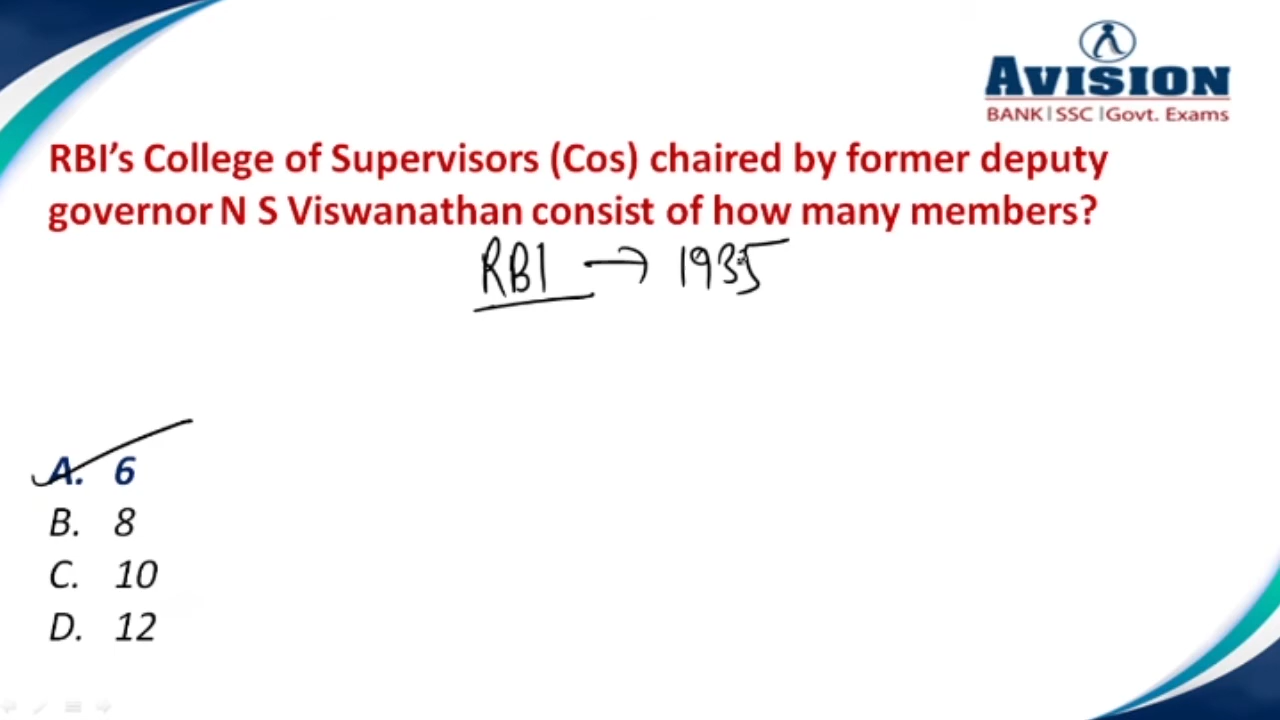 AVISION
BANK|SSC |Govt. Exams
RBI's College of Supervisors (Cos) chaired by former deputy
governor N S Viswanathan consist of how many members?
RBI → 1935
A. 6
B. 8
C. 10
D. 12